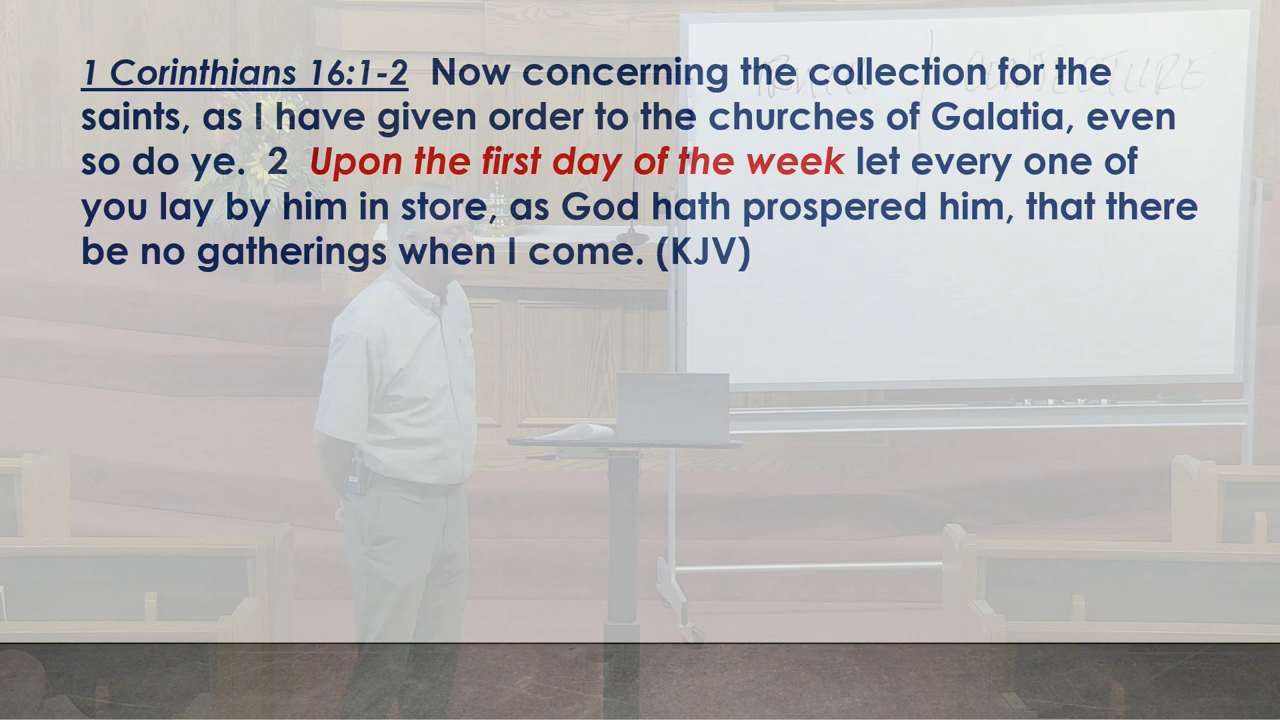 1 Corinthians 16:1-2 Now concerning the collection for the
saints, as I have given order to the churches of Galatia, even
so do ye. 2 Upon the first day of the week let every one of
you lay by him in store, as God hath prospered him, that there
be no gatherings when I come. (KJV)